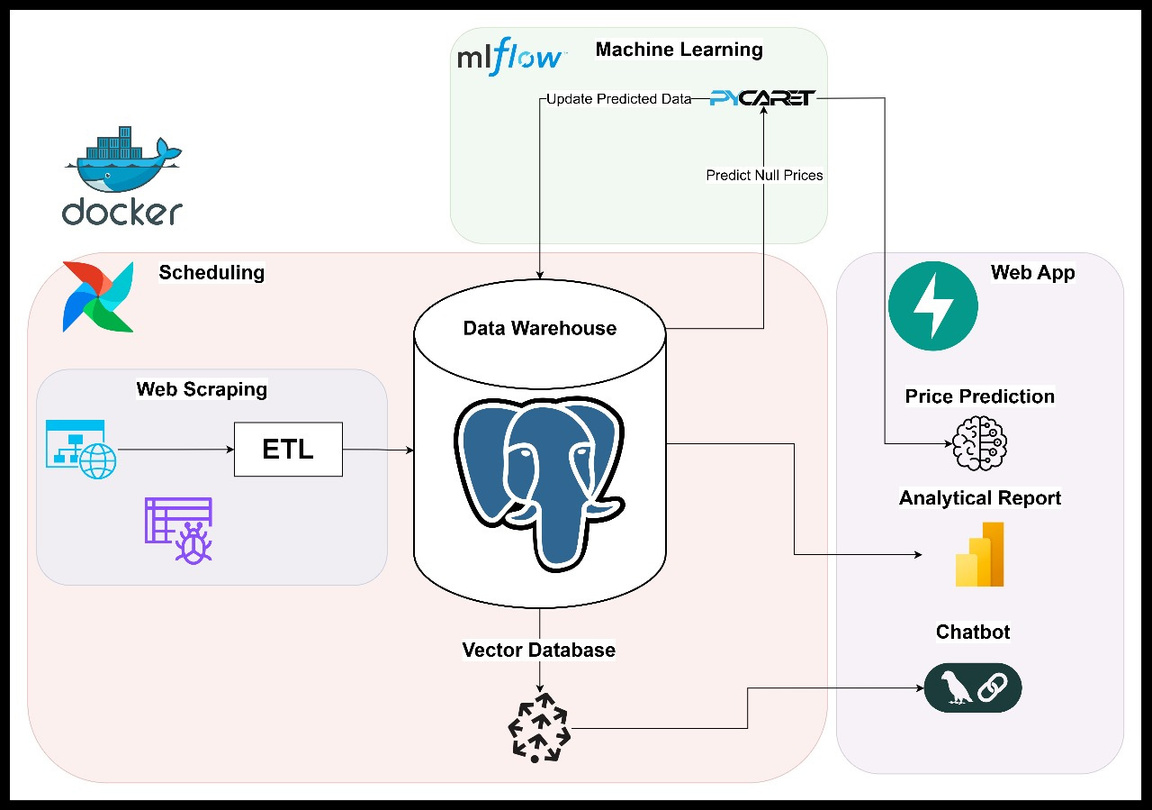 mlflow
Machine Learning
Update Predicted Data
PYCARET
Predict Null Prices
docker
Scheduling
Web App
Data Warehouse
Web Scraping
ETL
Price Prediction
Analytical Report
Vector Database
Chatbot